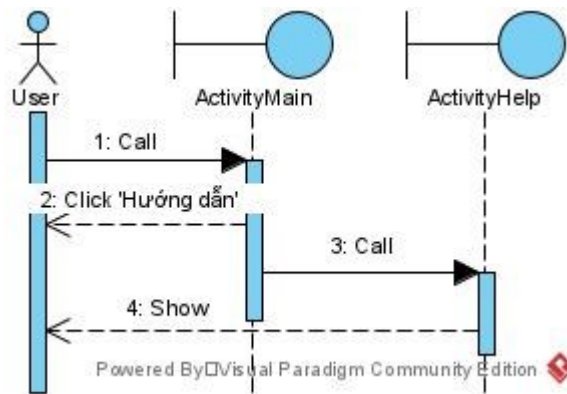 User
ActivityMain
ActivityHelp
1: Call
2: Click 'Hướng dẫn'
3: Call
4: Show
Powered By□Visual Paradigm Community Edition